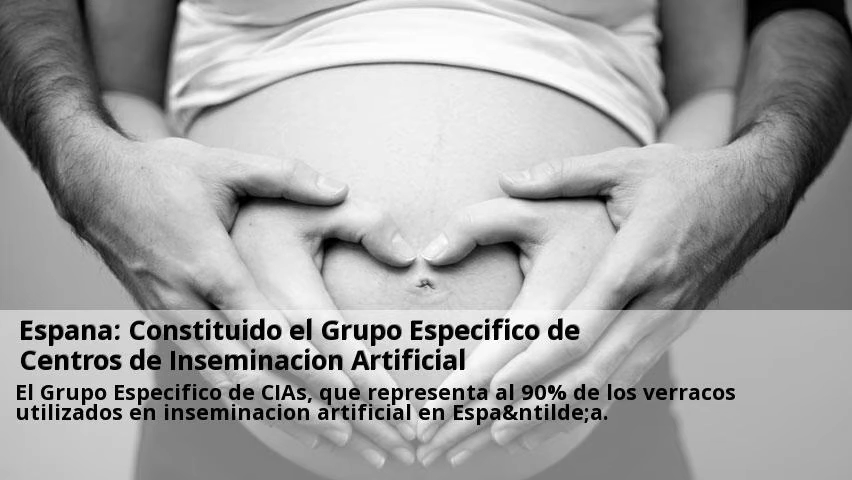 Espana: Constituido el Grupo Especifico de
Centros de Inseminacion Artificial
El Grupo Especifico de CIAs, que representa al 90% de los verracos
utilizados en inseminacion artificial en Espa&ntilde;a.